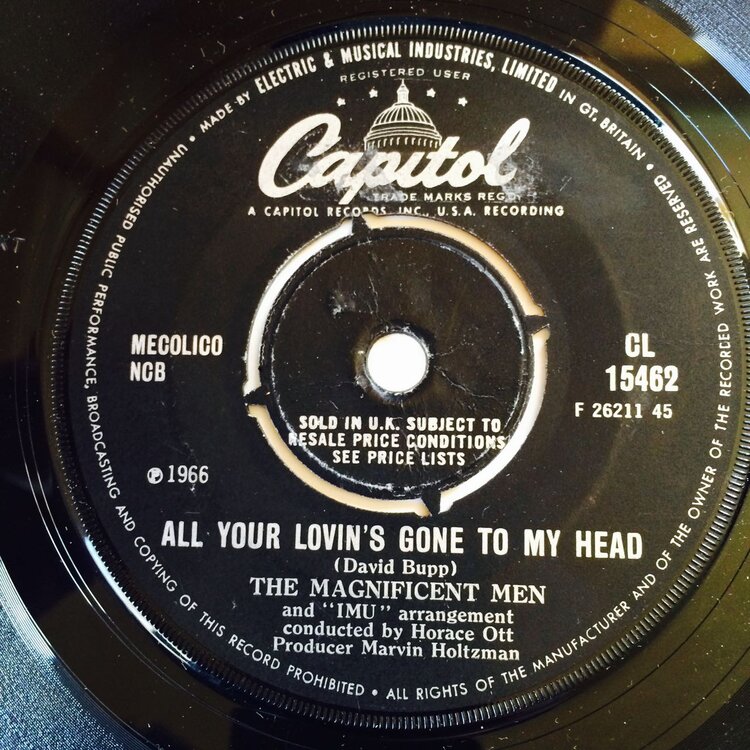 MADE BY ELECTRIC & MUSICAL INDUSTRIES, LIMITED IN GT. BRITAIN •
REGISTERED USER
Capitol
TRADE MARKS REG.
A CAPITOL RECORDS, INC., U.S.A. RECORDING
MECOLICO
NCB
CL
15462
F 26211 45
SOLD IN U.K. SUBJECT TO
RESALE PRICE CONDITIONS
SEE PRICE LISTS
Ⓟ 1966
ALL YOUR LOVIN'S GONE TO MY HEAD
(David Bupp)
THE MAGNIFICENT MEN
and "IMU" arrangement
conducted by Horace Ott
Producer Marvin Holtzman
ALL RIGHTS OF THE MANUFACTURER AND OF THE OWNER OF THE RECORDED WORK ARE RESERVED •
UNAUTHORISED PUBLIC PERFORMANCE, BROADCASTING AND COPYING OF THIS RECORD PROHIBITED •